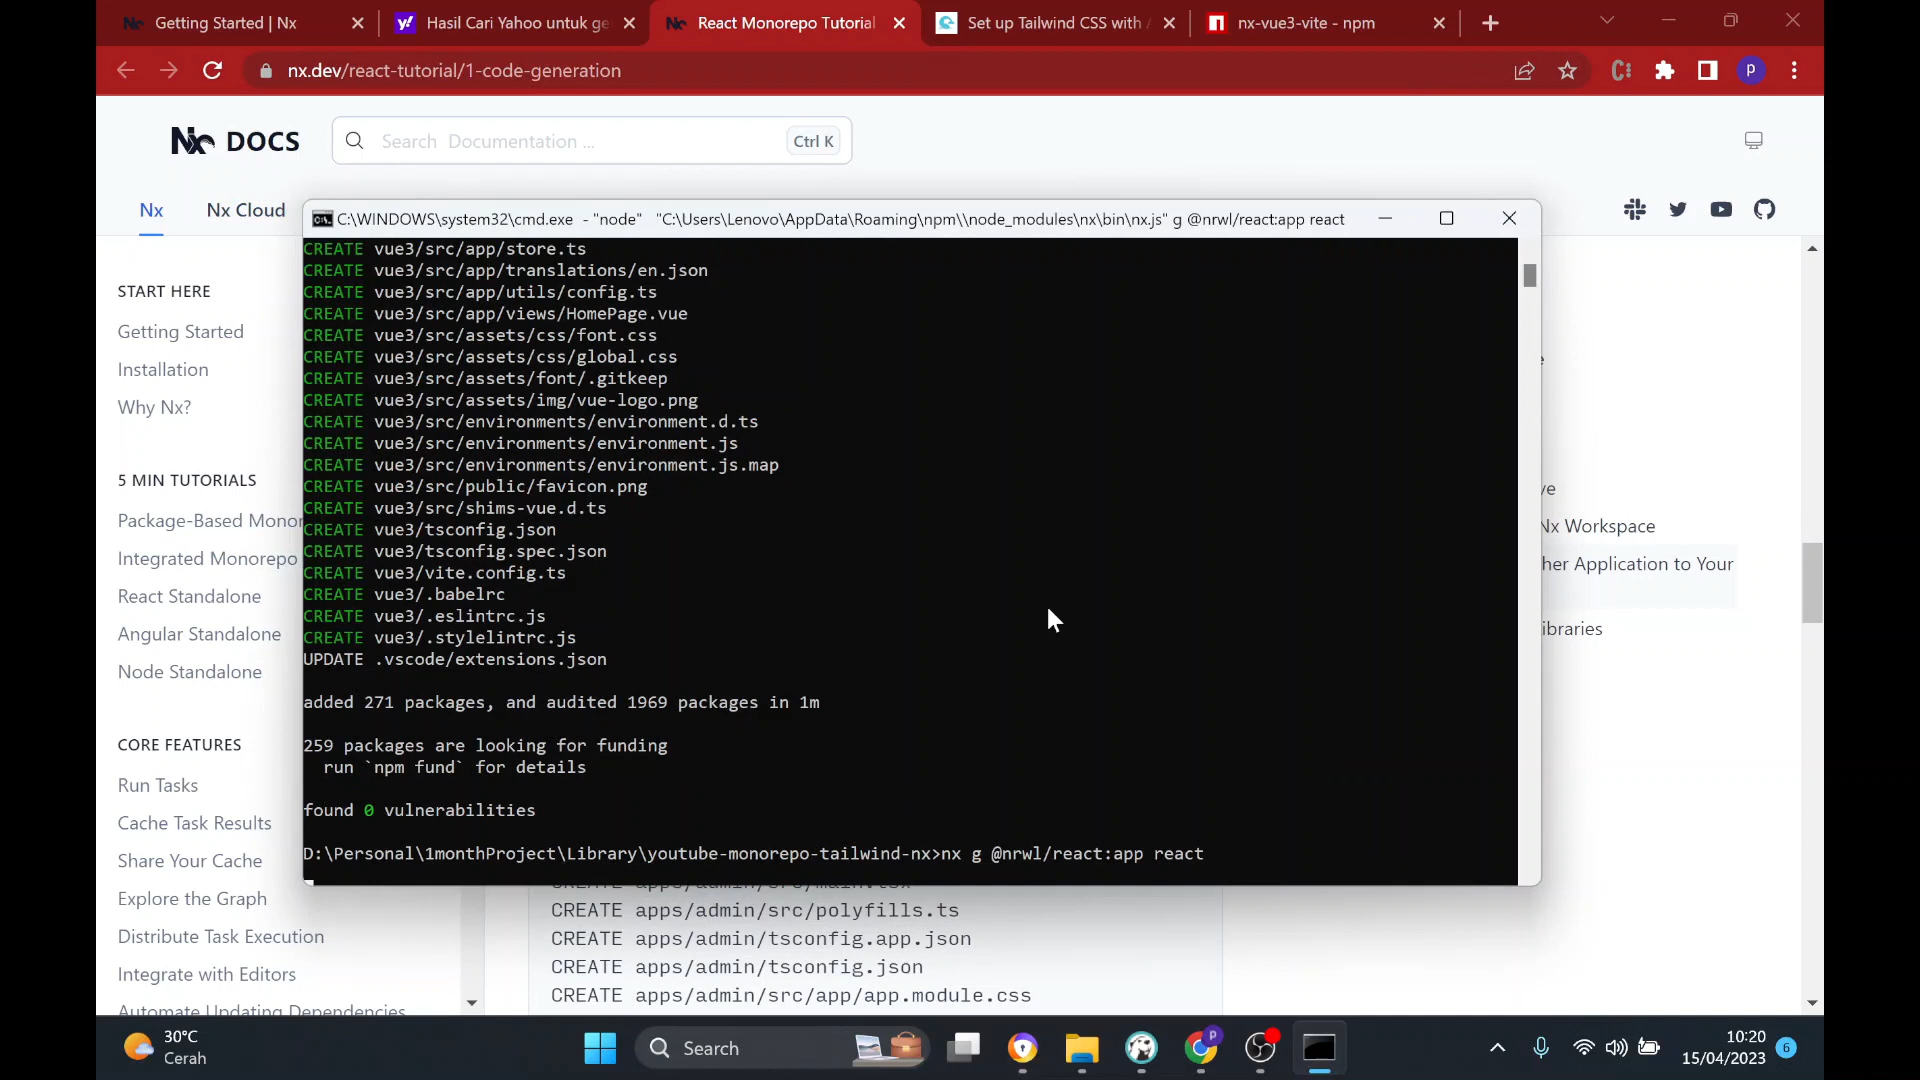 Getting Started | Nx
Hasil Cari Yahoo untuk ge
React Monorepo Tutorial
Set up Tailwind CSS with A
nx-vue3-vite - npm
nx.dev/react-tutorial/1-code-generation
P
Nx DOCS
Search Documentation ...
Ctrl K
Nx
Nx Cloud
C:\WINDOWS\system32\cmd.exe - "node" "C:\Users\Lenovo\AppData\Roaming\npm\\node_modules\nx\bin\nx.js" g @nrwl/react:app react
START HERE
Getting Started
Installation
Why Nx?
5 MIN TUTORIALS
Package-Based Monor
Integrated Monorepo
React Standalone
Angular Standalone
Node Standalone
CORE FEATURES
Run Tasks
Cache Task Results
Share Your Cache
Explore the Graph
Distribute Task Execution
Integrate with Editors
Automate Updating Dependencies
CREATE vue3/src/app/store.ts
CREATE vue3/src/app/translations/en.json
CREATE vue3/src/app/utils/config.ts
CREATE vue3/src/app/views/HomePage.vue
CREATE vue3/src/assets/css/font.css
CREATE vue3/src/assets/css/global.css
CREATE vue3/src/assets/font/.gitkeep
CREATE vue3/src/assets/img/vue-logo.png
CREATE vue3/src/environments/environment.d.ts
CREATE vue3/src/environments/environment.js
CREATE vue3/src/environments/environment.js.map
CREATE vue3/src/public/favicon.png
CREATE vue3/src/shims-vue.d.ts
CREATE vue3/tsconfig.json
CREATE vue3/tsconfig.spec.json
CREATE vue3/vite.config.ts
CREATE vue3/.babelrc
CREATE vue3/.eslintrc.js
CREATE vue3/.stylelintrc.js
UPDATE .vscode/extensions.json
added 271 packages, and audited 1969 packages in 1m
259 packages are looking for funding
run `npm fund` for details
found 0 vulnerabilities
D:\Personal\1monthProject\Library\youtube-monorepo-tailwind-nx>nx g @nrwl/react:app react
e
ve
Nx Workspace
her Application to Your
ibraries
CREATE apps/admin/src/main.tsx
CREATE apps/admin/src/polyfills.ts
CREATE apps/admin/tsconfig.app.json
CREATE apps/admin/tsconfig.json
CREATE apps/admin/src/app/app.module.css
30°C
Cerah
Search
P
10:20
15/04/2023
6